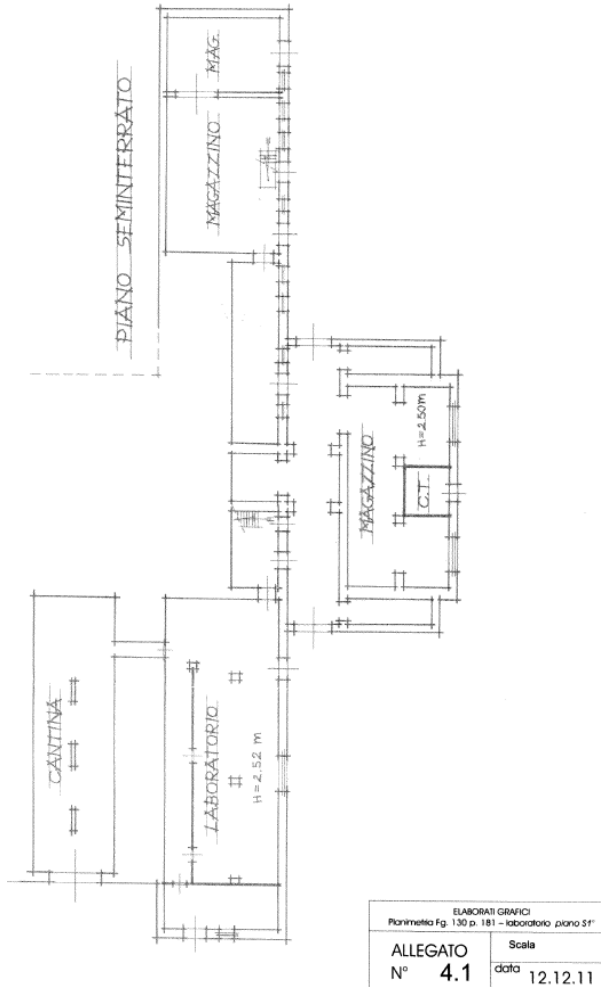 PIANO SEMINTERRATO
MAG.
MAGAZZINO
MAGAZZINO
H=2.50m
C.T.
CANTINA
LABORATORIO
H=2.52 m
ELABORATI GRAFICI
Planimetria Fg. 130 p. 181 – laboratorio piano S1°
ALLEGATO
N° 4.1
Scala
data 12.12.11